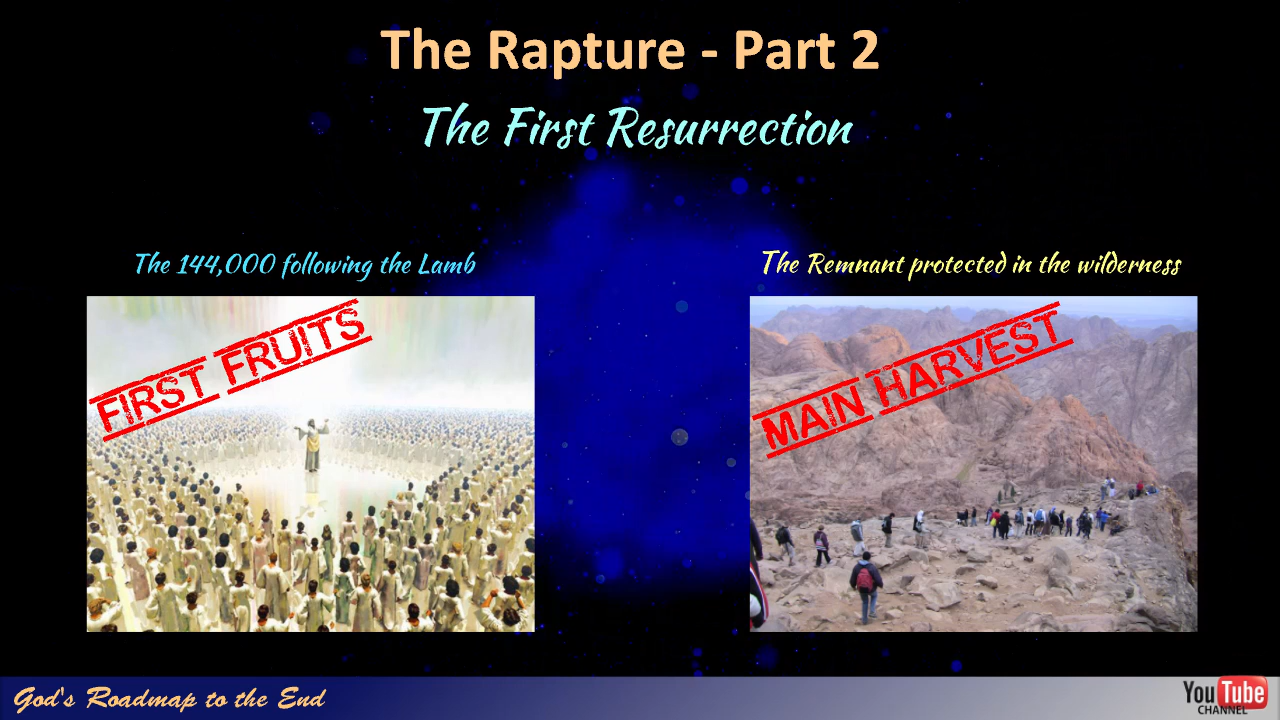 The Rapture - Part 2
The First Resurrection
The 144,000 following the Lamb
The Remnant protected in the wilderness
FIRST FRUITS
MAIN HARVEST
God's Roadmap to the End
YouTube
CHANNEL